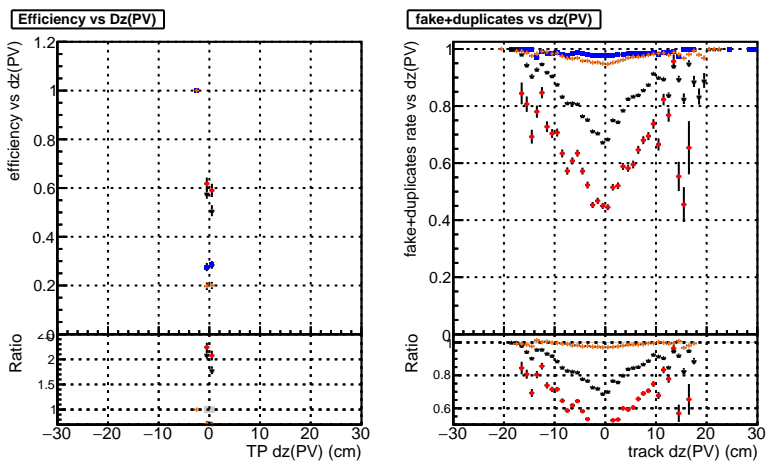 Efficiency vs Dz(PV)
efficiency vs dz(PV)
1.2
1
0.8
0.6
0.4
0.2
0
Ratio
2
1.5
1
−30 −20 −10 0 10 20 30
TP dz(PV) (cm)
fake+duplicates vs dz(PV)
fake+duplicates rate vs dz(PV)
1
0.8
0.6
0.4
0.2
Ratio
1
0.8
0.6
−30 −20 −10 0 10 20 30
track dz(PV) (cm)